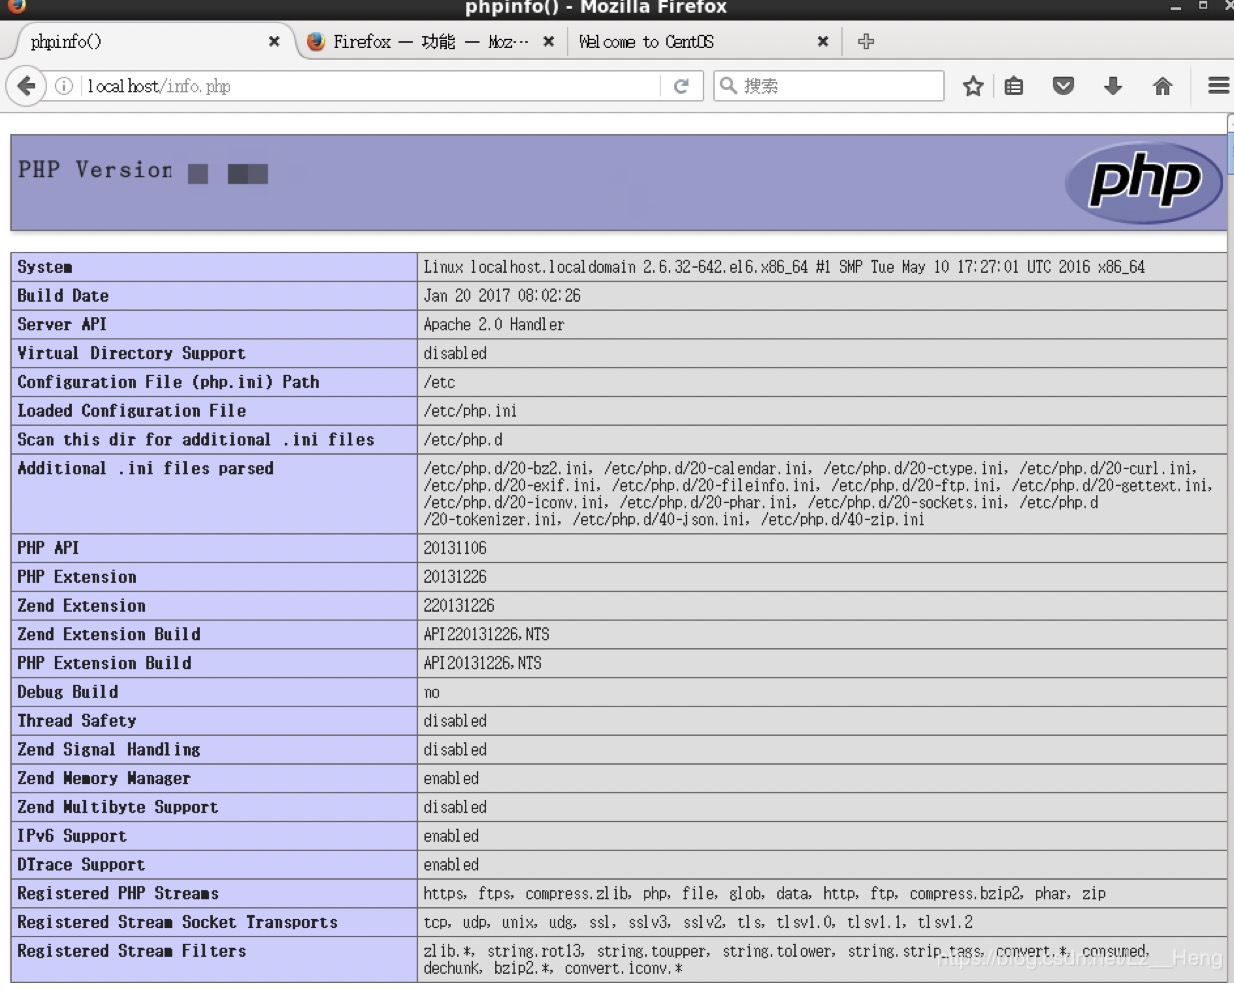 phpinfo() - Mozilla Firefox
phpinfo()
Firefox — 功能 — Moz···
Welcome to CentOS
localhost/info.php
搜索
PHP Version
php
System Linux localhost.localdomain 2.6.32-642.el6.x86_64 #1 SMP Tue May 10 17:27:01 UTC 2016 x86_64
Build Date Jan 20 2017 08:02:26
Server API Apache 2.0 Handler
Virtual Directory Support disabled
Configuration File (php.ini) Path /etc
Loaded Configuration File /etc/php.ini
Scan this dir for additional .ini files /etc/php.d
Additional .ini files parsed /etc/php.d/20-bz2.ini, /etc/php.d/20-calendar.ini, /etc/php.d/20-ctype.ini, /etc/php.d/20-curl.ini,
/etc/php.d/20-exif.ini, /etc/php.d/20-fileinfo.ini, /etc/php.d/20-ftp.ini, /etc/php.d/20-gettext.ini,
/etc/php.d/20-iconv.ini, /etc/php.d/20-phar.ini, /etc/php.d/20-sockets.ini, /etc/php.d
/20-tokenizer.ini, /etc/php.d/40-json.ini, /etc/php.d/40-zip.ini
PHP API 20131106
PHP Extension 20131226
Zend Extension 220131226
Zend Extension Build API220131226,NTS
PHP Extension Build API20131226,NTS
Debug Build no
Thread Safety disabled
Zend Signal Handling disabled
Zend Memory Manager enabled
Zend Multibyte Support disabled
IPv6 Support enabled
DTrace Support enabled
Registered PHP Streams https, ftps, compress.zlib, php, file, glob, data, http, ftp, compress.bzip2, phar, zip
Registered Stream Socket Transports tcp, udp, unix, udg, ssl, sslv3, sslv2, tls, tlsv1.0, tlsv1.1, tlsv1.2
Registered Stream Filters zlib.*, string.rot13, string.toupper, string.tolower, string.strip_tags, convert.*, consumed,
dechunk, bzip2.*, convert.iconv.*